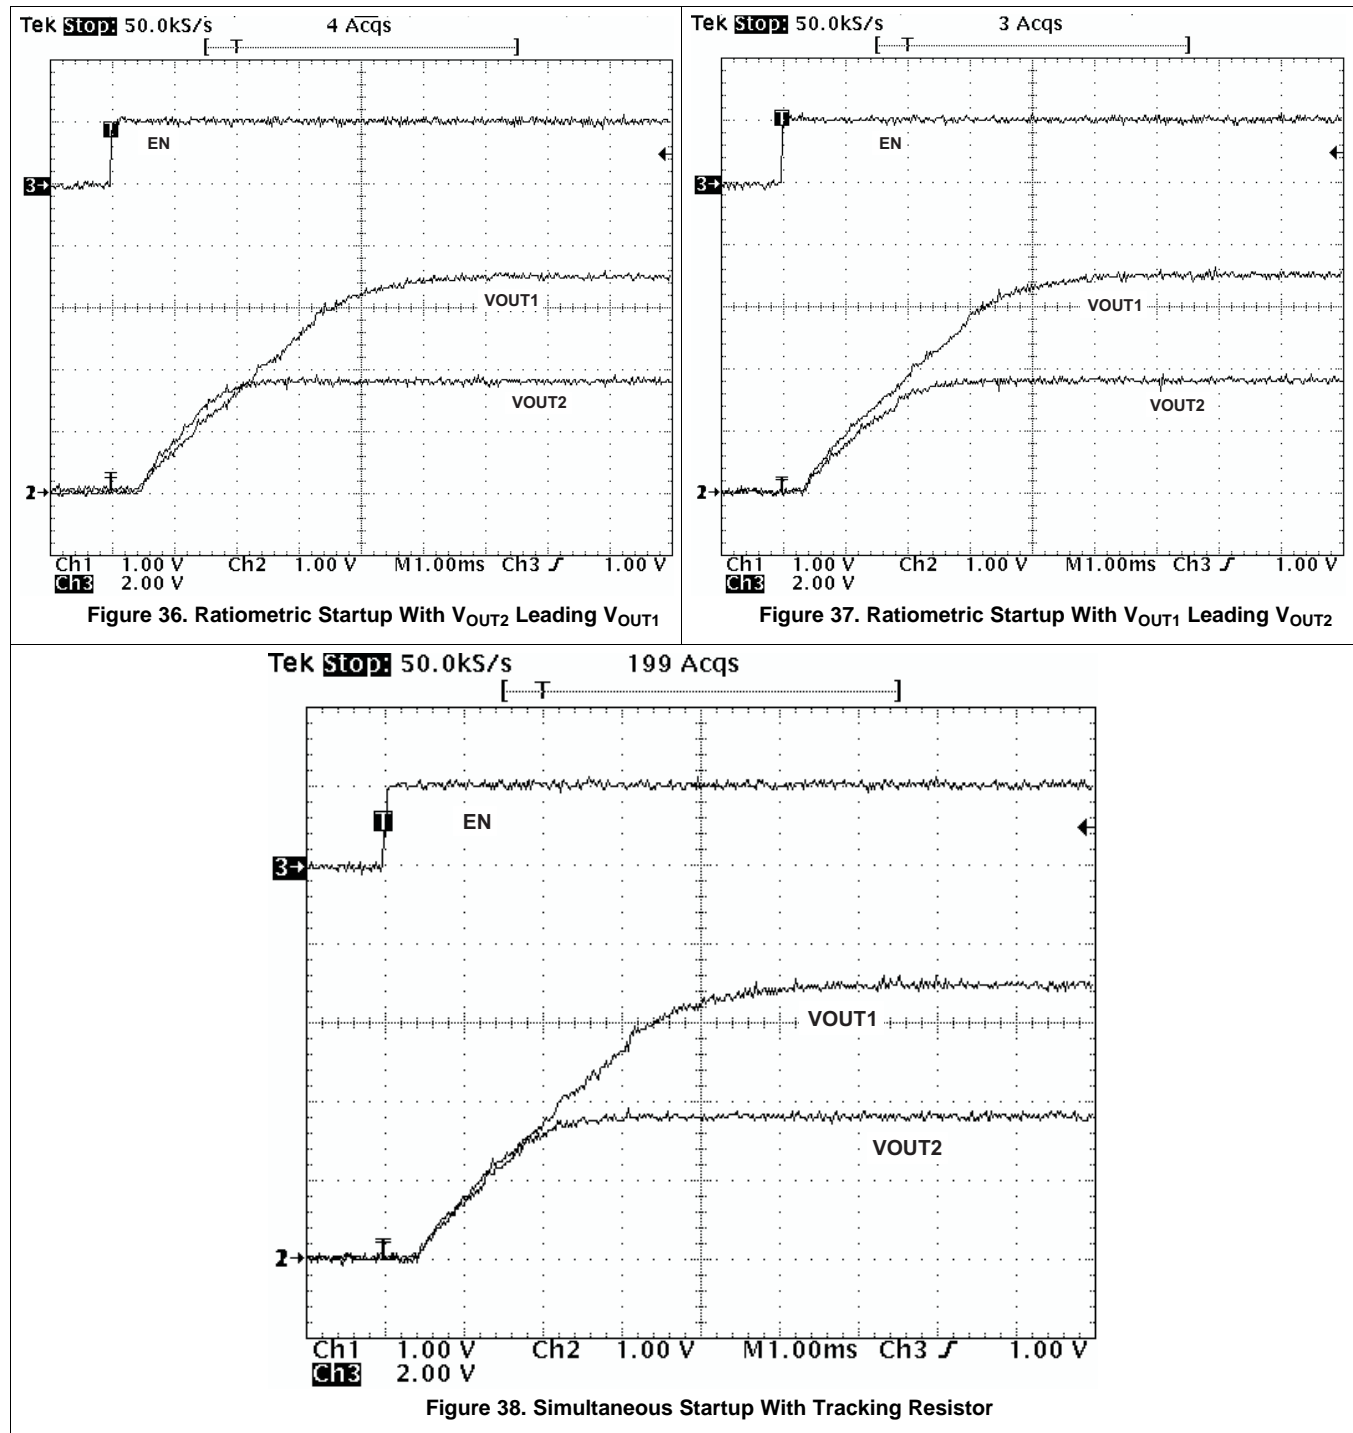 Tek Stop: 50.0kS/s 4 Acqs
[ T ]
T
EN
3
VOUT1
VOUT2
2
Ch1 1.00 V Ch2 1.00 V M1.00ms Ch3 1.00 V
Ch3 2.00 V
Figure 36. Ratiometric Startup With VOUT2 Leading VOUT1
Tek Stop: 50.0kS/s 3 Acqs
[ T ]
T
EN
3
VOUT1
VOUT2
2
Ch1 1.00 V Ch2 1.00 V M1.00ms Ch3 1.00 V
Ch3 2.00 V
Figure 37. Ratiometric Startup With VOUT1 Leading VOUT2
Tek Stop: 50.0kS/s 199 Acqs
[ T ]
T
EN
3
VOUT1
VOUT2
2
Ch1 1.00 V Ch2 1.00 V M1.00ms Ch3 1.00 V
Ch3 2.00 V
Figure 38. Simultaneous Startup With Tracking Resistor